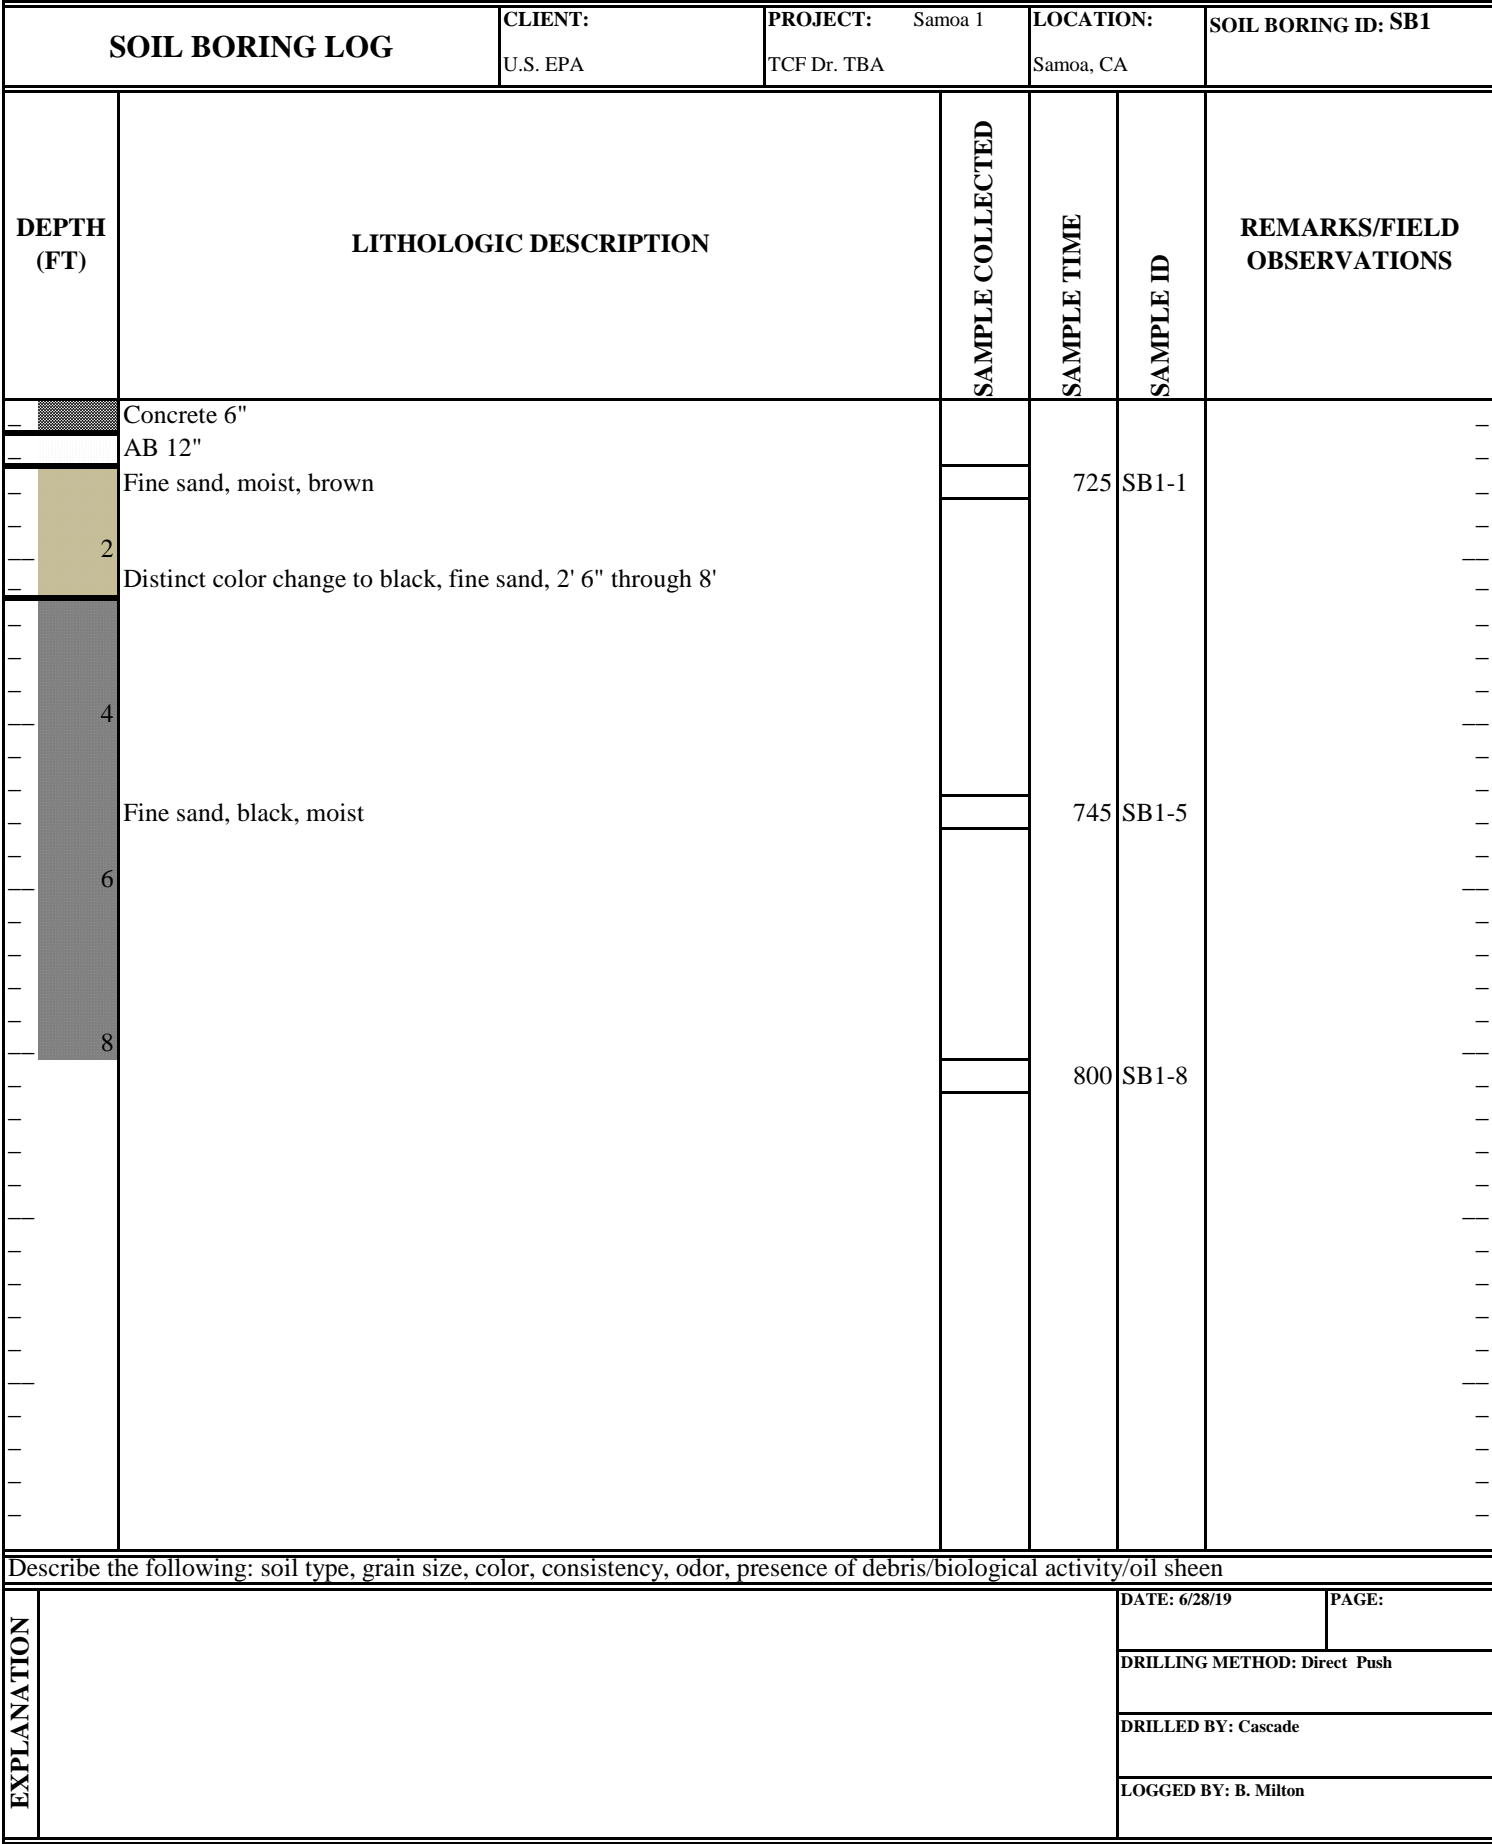 SOIL BORING LOG
CLIENT:
U.S. EPA
PROJECT: Samoa 1
TCF Dr. TBA
LOCATION:
Samoa, CA
SOIL BORING ID: SB1
DEPTH
(FT)
LITHOLOGIC DESCRIPTION
SAMPLE COLLECTED
SAMPLE TIME
SAMPLE ID
REMARKS/FIELD
OBSERVATIONS
Concrete 6"
AB 12"
Fine sand, moist, brown 725 SB1-1
2
Distinct color change to black, fine sand, 2' 6" through 8'
4
Fine sand, black, moist 745 SB1-5
6
8
800 SB1-8
Describe the following: soil type, grain size, color, consistency, odor, presence of debris/biological activity/oil sheen
EXPLANATION
DATE: 6/28/19
PAGE:
DRILLING METHOD: Direct Push
DRILLED BY: Cascade
LOGGED BY: B. Milton